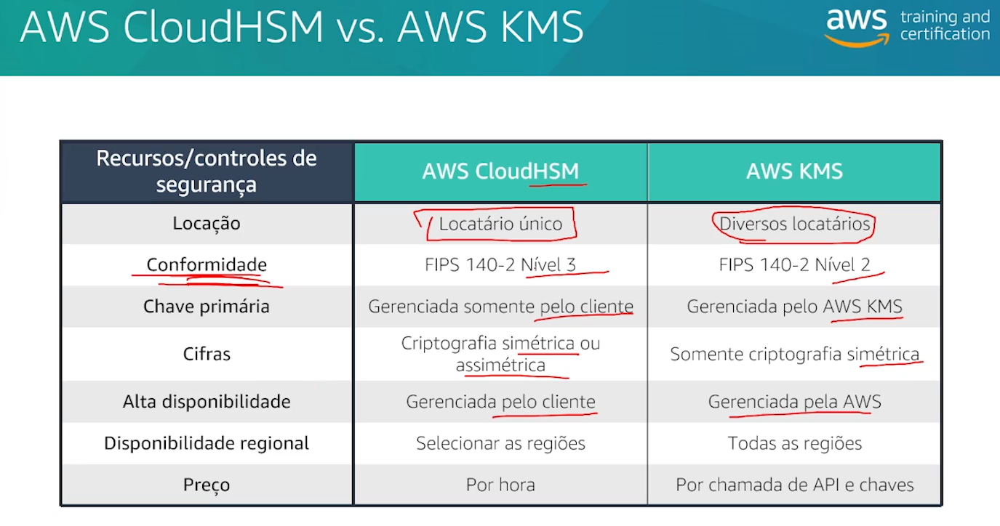 AWS CloudHSM vs. AWS KMS
aws training and
certification
Recursos/controles de
segurança
AWS CloudHSM
AWS KMS
Locação
Locatário único
Diversos locatários
Conformidade
FIPS 140-2 Nível 3
FIPS 140-2 Nível 2
Chave primária
Gerenciada somente pelo cliente
Gerenciada pelo AWS KMS
Cifras
Criptografia simétrica ou
assimétrica
Somente criptografia simétrica
Alta disponibilidade
Gerenciada pelo cliente
Gerenciada pela AWS
Disponibilidade regional
Selecionar as regiões
Todas as regiões
Preço
Por hora
Por chamada de API e chaves